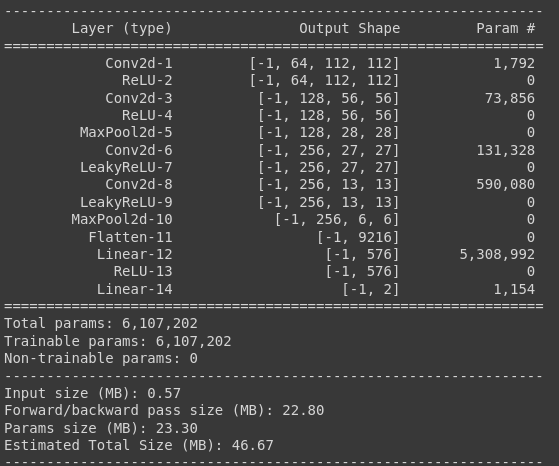 ----------------------------------------------------------------
        Layer (type)               Output Shape         Param #
================================================================
            Conv2d-1         [-1, 64, 112, 112]           1,792
              ReLU-2         [-1, 64, 112, 112]               0
            Conv2d-3          [-1, 128, 56, 56]          73,856
              ReLU-4          [-1, 128, 56, 56]               0
         MaxPool2d-5          [-1, 128, 28, 28]               0
            Conv2d-6          [-1, 256, 27, 27]         131,328
         LeakyReLU-7          [-1, 256, 27, 27]               0
            Conv2d-8          [-1, 256, 13, 13]         590,080
         LeakyReLU-9          [-1, 256, 13, 13]               0
        MaxPool2d-10            [-1, 256, 6, 6]               0
          Flatten-11                 [-1, 9216]               0
           Linear-12                  [-1, 576]       5,308,992
             ReLU-13                  [-1, 576]               0
           Linear-14                    [-1, 2]           1,154
================================================================
Total params: 6,107,202
Trainable params: 6,107,202
Non-trainable params: 0
----------------------------------------------------------------
Input size (MB): 0.57
Forward/backward pass size (MB): 22.80
Params size (MB): 23.30
Estimated Total Size (MB): 46.67
----------------------------------------------------------------